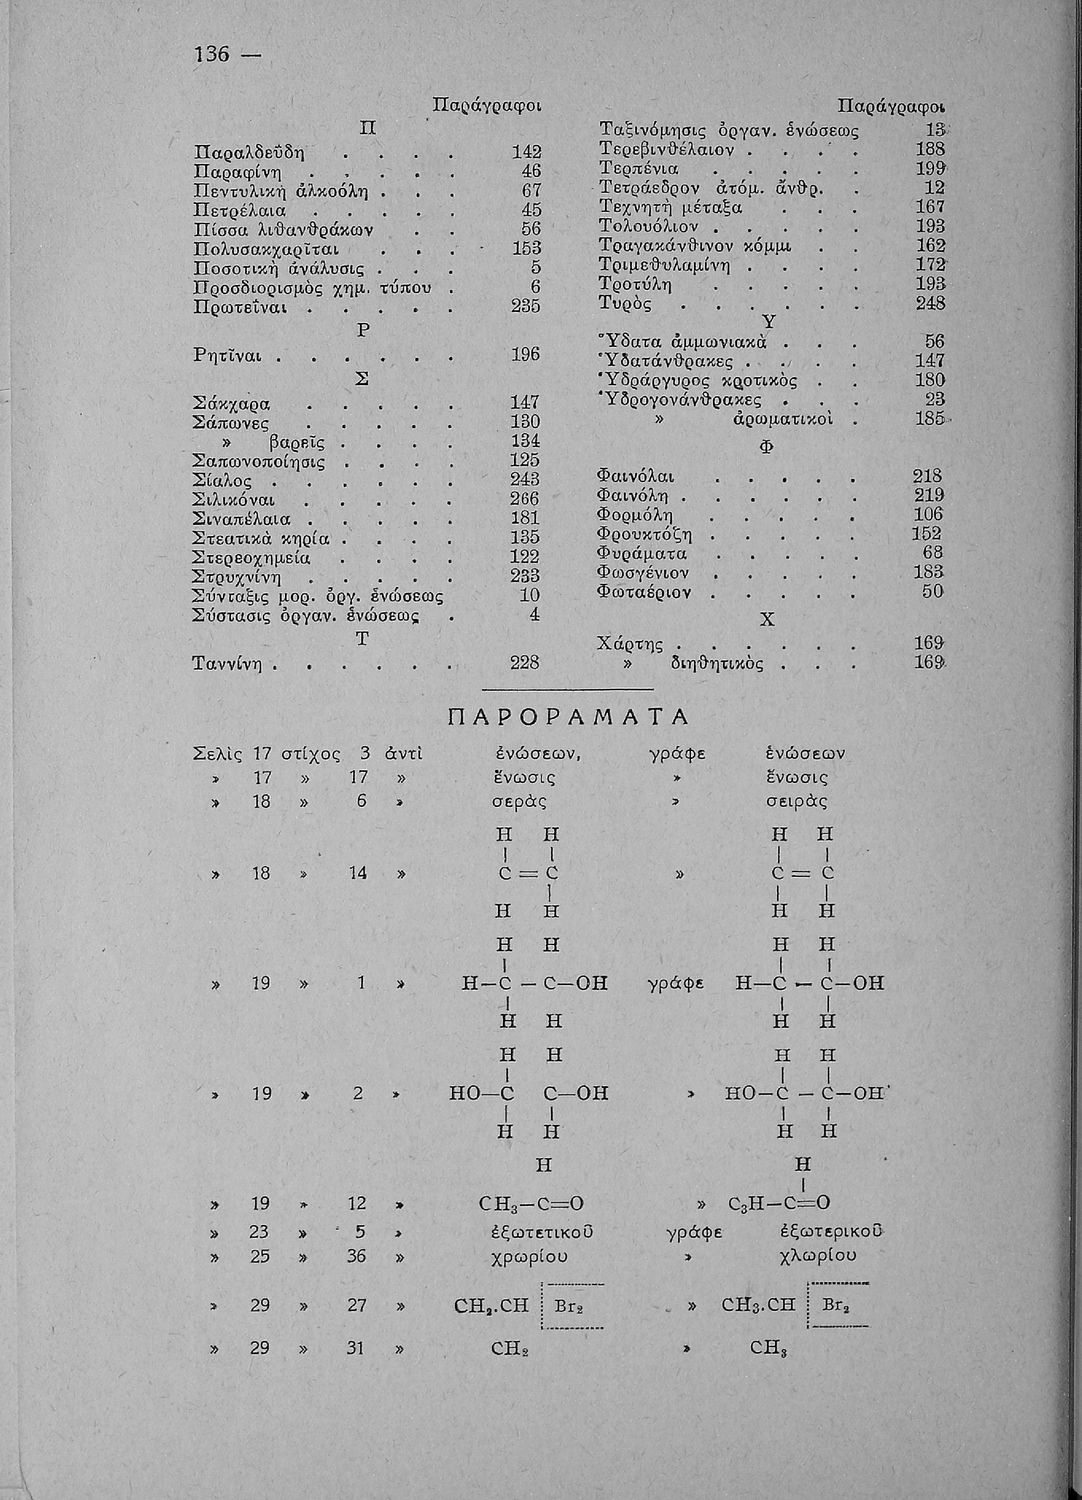 136 —
Παράγραφοι
Π
Παραλδεΰδη . . . . 142
Παραφίνη . . . . . 46
Πεντυλικὴ ἀλκοόλη . . . 67
Πετρέλαια . . . . . 45
Πίσσα λιθανθράκων . . 56
Πολυσακχαρῖται . . . 153
Ποσοτικὴ ἀνάλυσις . . . 5
Προσδιορισμὸς χημ. τύπου . 6
Πρωτεΐναι . . . . . 235
Ρ
Ρητῖναι . . . . . . 196
Σ
Σάκχαρα . . . . . 147
Σάπωνες . . . . . 130
» βαρεῖς . . . . 134
Σαπωνοποίησις . . . . 125
Σίαλος . . . . . . 243
Σιλικόναι . . . . . 266
Σιναπέλαια . . . . . 181
Στεατικὰ κηρία . . . . 135
Στερεοχημεία . . . . 122
Στρυχνίνη . . . . . 233
Σύνταξις μορ. ὀργ. ἑνώσεως 10
Σύστασις ὀργαν. ἑνώσεως . 4
Τ
Ταννίνη . . . . . . 228
Παράγραφοι
Ταξινόμησις ὀργαν. ἑνώσεως 13
Τερεβινθέλαιον . . . . 188
Τερπένια . . . . . 199
Τετράεδρον ἀτόμ. ἄνθρ. . 12
Τεχνητὴ μέταξα . . . 167
Τολουόλιον . . . . . 193
Τραγακάνθινον κόμμι . . 162
Τριμεθυλαμίνη . . . . 172
Τροτύλη . . . . . 193
Τυρὸς . . . . . . 248
Υ
Ὕδατα ἀμμωνιακὰ . . . 56
Ὑδατάνθρακες . . . . 147
Ὑδράργυρος κροτικὸς . . 180
Ὑδρογονάνθρακες . . . 23
» ἀρωματικοὶ . 185
Φ
Φαινόλαι . . . . . 218
Φαινόλη . . . . . . 219
Φορμόλη . . . . . 106
Φρουκτόζη . . . . . 152
Φυράματα . . . . . 68
Φωσγένιον . . . . . 183
Φωταέριον . . . . . 50
Χ
Χάρτης . . . . . . 169
» διηθητικὸς . . . 169
ΠΑΡΟΡΑΜΑΤΑ
Σελὶς 17 στίχος 3 ἀντὶ ἑνώσεων, γράφε ἑνώσεων
» 17 » 17 » ἕνωσις » ἕνωσις
» 18 » 6 » σερὰς » σειρὰς
H H H H
| | | |
» 18 » 14 » C = C » C = C
| | |
H H H H
H H H H
| | |
» 19 » 1 » H—C — C—OH γράφε H—C — C—OH
| | |
H H H H
H H H H
| | |
» 19 » 2 » HO—C C—OH » HO—C — C—OH
| | | |
H H H H
H H
|
» 19 » 12 » CH₃—C=O » C₃H—C=O
» 23 » 5 » ἐξωτετικοῦ γράφε ἐξωτερικοῦ
» 25 » 36 » χρωρίου » χλωρίου
» 29 » 27 » CH₂.CH Br₂ » CH₃.CH Br₂
» 29 » 31 » CH₂ » CH₃